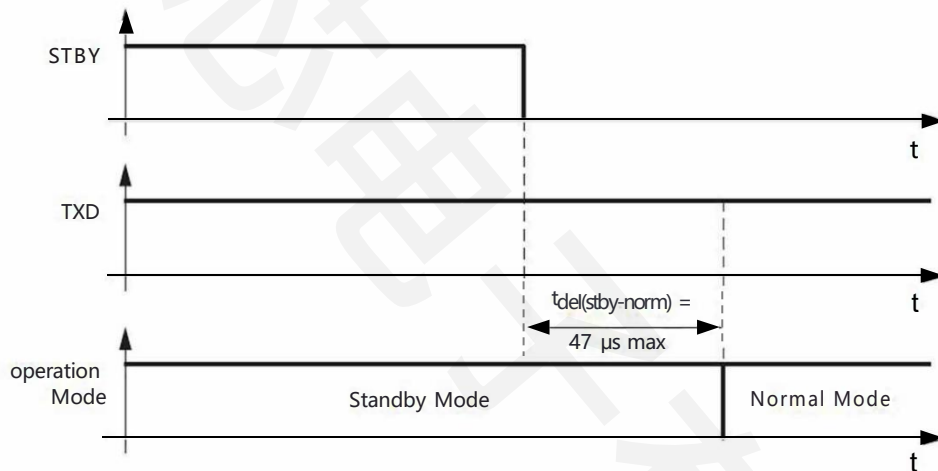 STBY
t
TXD
t
tdel(stby-norm) =
47 μs max
operation
Mode
Standby Mode
Normal Mode
t